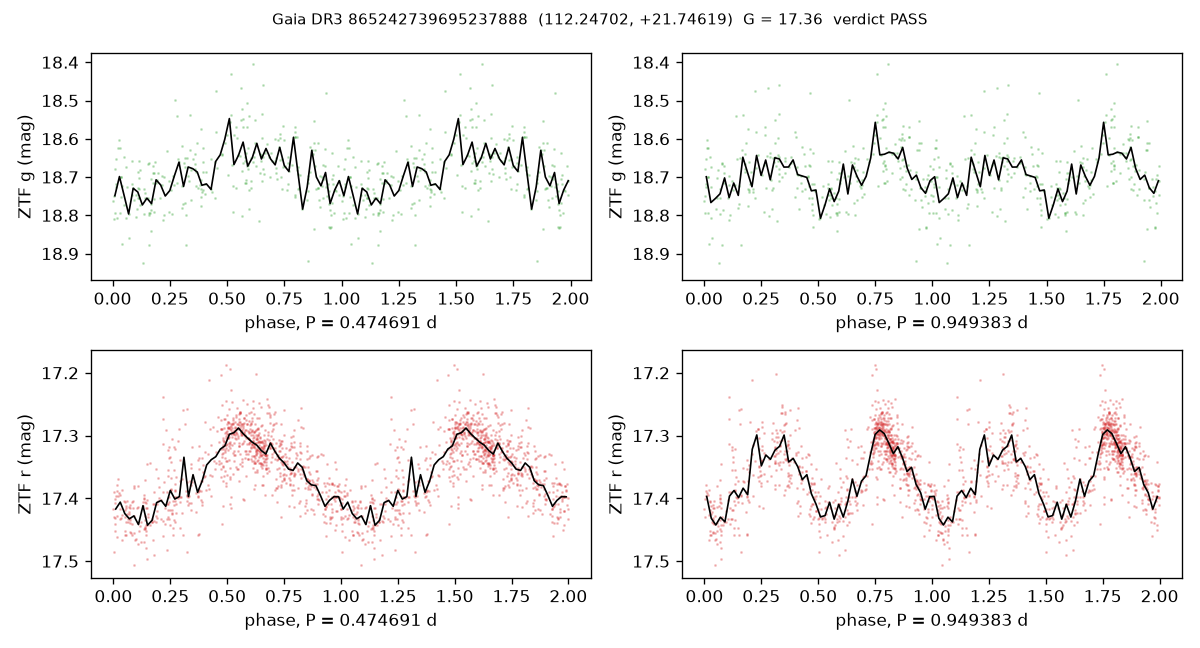 Gaia DR3 865242739695237888  (112.24702, +21.74619)  G = 17.36  verdict PASS
ZTF g (mag)
18.4
18.5
18.6
18.7
18.8
18.9
0.00 0.25 0.50 0.75 1.00 1.25 1.50 1.75 2.00
phase, P = 0.474691 d
ZTF g (mag)
18.4
18.5
18.6
18.7
18.8
18.9
0.00 0.25 0.50 0.75 1.00 1.25 1.50 1.75 2.00
phase, P = 0.949383 d
ZTF r (mag)
17.2
17.3
17.4
17.5
0.00 0.25 0.50 0.75 1.00 1.25 1.50 1.75 2.00
phase, P = 0.474691 d
ZTF r (mag)
17.2
17.3
17.4
17.5
0.00 0.25 0.50 0.75 1.00 1.25 1.50 1.75 2.00
phase, P = 0.949383 d